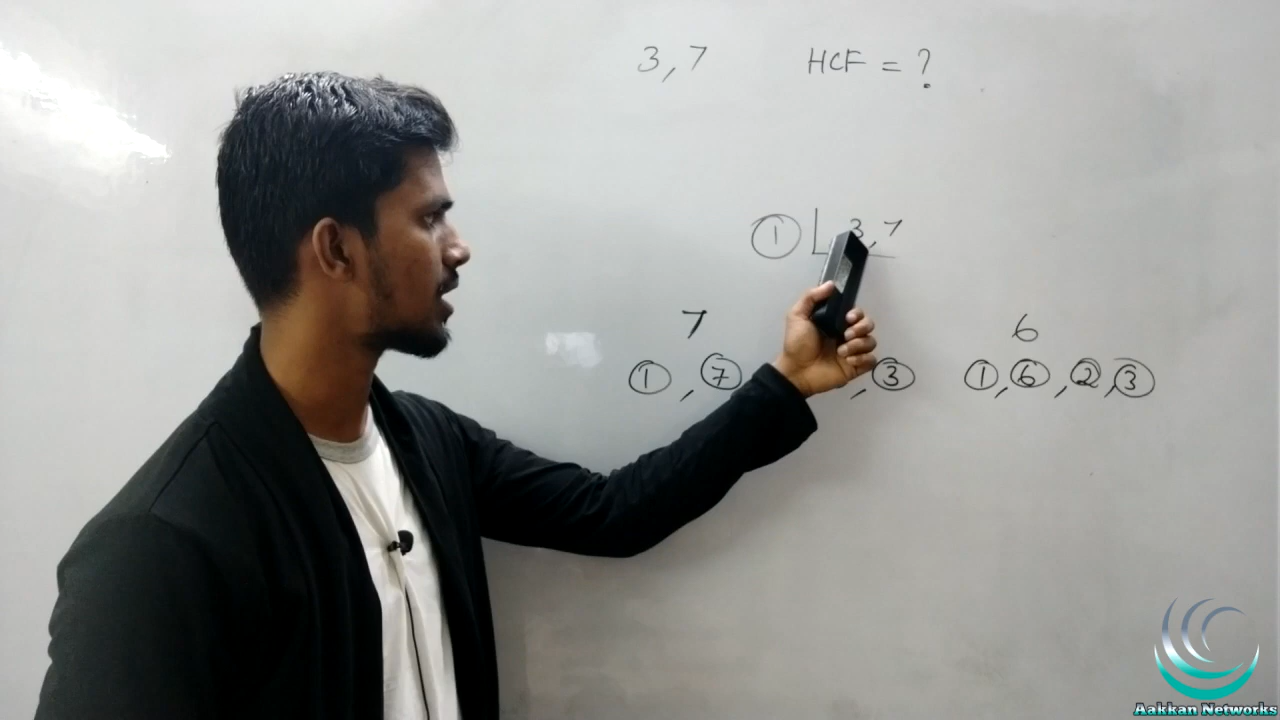 3, 7 HCF = ?
1 3, 7
7 6
1, 7 , 3 1, 6, 2, 3
Aakkan Networks